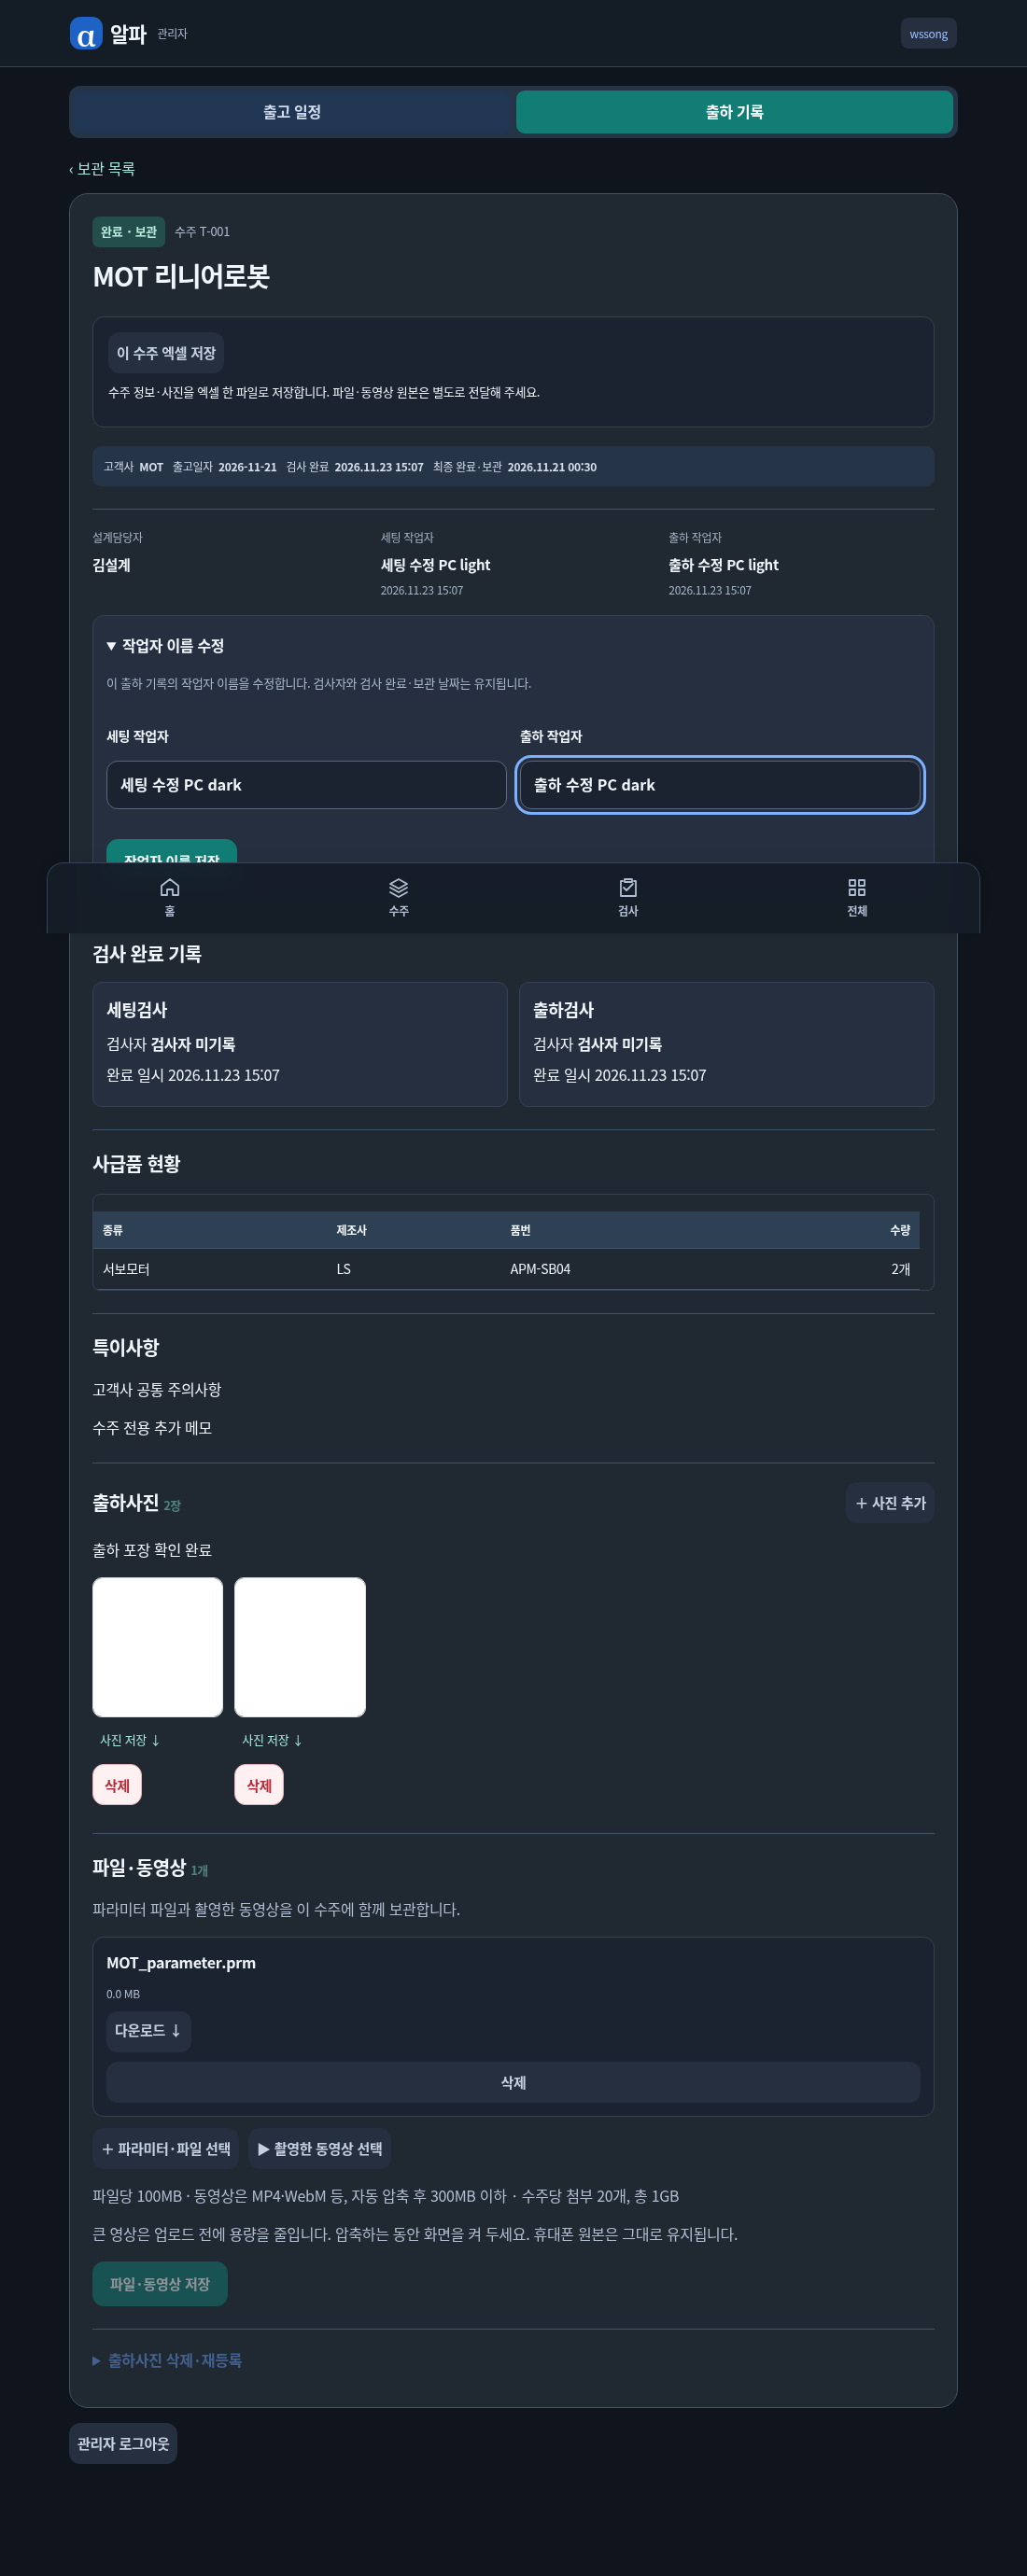 α 알파 관리자
wssong
출고 일정
출하 기록
‹ 보관 목록
완료 · 보관 수주 T-001
MOT 리니어로봇
이 수주 엑셀 저장
수주 정보·사진을 엑셀 한 파일로 저장합니다. 파일·동영상 원본은 별도로 전달해 주세요.
고객사 MOT 출고일자 2026-11-21 검사 완료 2026.11.23 15:07 최종 완료·보관 2026.11.21 00:30
설계담당자
김설계
세팅 작업자
세팅 수정 PC light
2026.11.23 15:07
출하 작업자
출하 수정 PC light
2026.11.23 15:07
▼ 작업자 이름 수정
이 출하 기록의 작업자 이름을 수정합니다. 검사자와 검사 완료·보관 날짜는 유지됩니다.
세팅 작업자
세팅 수정 PC dark
출하 작업자
출하 수정 PC dark
작업자 이름 저장
홈
수주
검사
전체
검사 완료 기록
세팅검사
검사자 검사자 미기록
완료 일시 2026.11.23 15:07
출하검사
검사자 검사자 미기록
완료 일시 2026.11.23 15:07
사급품 현황
종류 제조사 품번 수량
서보모터 LS APM-SB04 2개
특이사항
고객사 공통 주의사항
수주 전용 추가 메모
출하사진 2장
＋ 사진 추가
출하 포장 확인 완료
사진 저장 ↓
사진 저장 ↓
삭제
삭제
파일·동영상 1개
파라미터 파일과 촬영한 동영상을 이 수주에 함께 보관합니다.
MOT_parameter.prm
0.0 MB
다운로드 ↓
삭제
＋ 파라미터·파일 선택
▶ 촬영한 동영상 선택
파일당 100MB · 동영상은 MP4·WebM 등, 자동 압축 후 300MB 이하 · 수주당 첨부 20개, 총 1GB
큰 영상은 업로드 전에 용량을 줄입니다. 압축하는 동안 화면을 켜 두세요. 휴대폰 원본은 그대로 유지됩니다.
파일·동영상 저장
▶ 출하사진 삭제·재등록
관리자 로그아웃